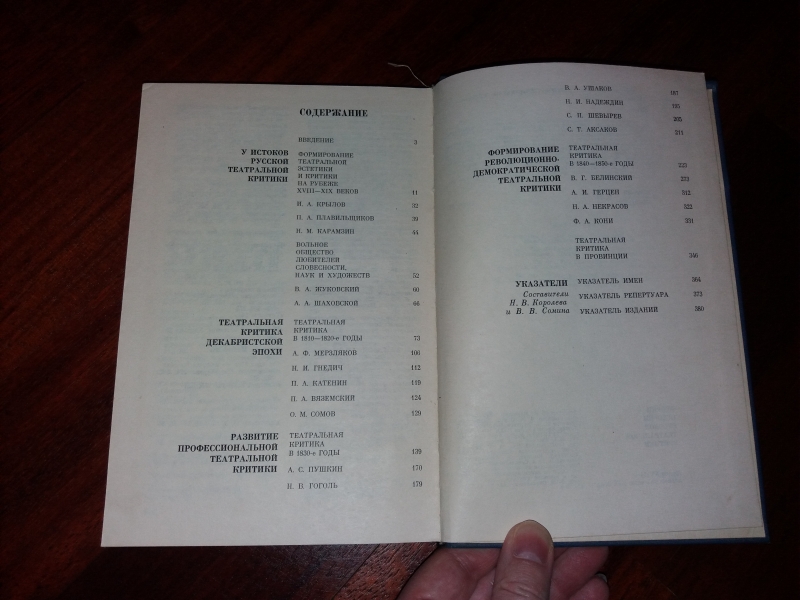 СОДЕРЖАНИЕ
ВВЕДЕНИЕ 3
У ИСТОКОВ
РУССКОЙ
ТЕАТРАЛЬНОЙ
КРИТИКИ
ФОРМИРОВАНИЕ
ТЕАТРАЛЬНОЙ
ЭСТЕТИКИ
И КРИТИКИ
НА РУБЕЖЕ
XVIII—XIX ВЕКОВ 11
И. А. КРЫЛОВ 32
П. А. ПЛАВИЛЬЩИКОВ 39
Н. М. КАРАМЗИН 44
ВОЛЬНОЕ
ОБЩЕСТВО
ЛЮБИТЕЛЕЙ
СЛОВЕСНОСТИ,
НАУК И ХУДОЖЕСТВ 52
В. А. ЖУКОВСКИЙ 60
А. А. ШАХОВСКОЙ 66
ТЕАТРАЛЬНАЯ
КРИТИКА
ДЕКАБРИСТСКОЙ
ЭПОХИ
ТЕАТРАЛЬНАЯ
КРИТИКА
В 1810—1820-е ГОДЫ 73
А. Ф. МЕРЗЛЯКОВ 106
Н. И. ГНЕДИЧ 112
П. А. КАТЕНИН 119
П. А. ВЯЗЕМСКИЙ 124
О. М. СОМОВ 129
РАЗВИТИЕ
ПРОФЕССИОНАЛЬНОЙ
ТЕАТРАЛЬНОЙ
КРИТИКИ
ТЕАТРАЛЬНАЯ
КРИТИКА
В 1830-е ГОДЫ 139
А. С. ПУШКИН 170
Н. В. ГОГОЛЬ 179
В. А. УШАКОВ 187
Н. И. НАДЕЖДИН 195
С. П. ШЕВЫРЕВ 205
С. Т. АКСАКОВ 211
ФОРМИРОВАНИЕ
РЕВОЛЮЦИОННО-
ДЕМОКРАТИЧЕСКОЙ
ТЕАТРАЛЬНОЙ
КРИТИКИ
ТЕАТРАЛЬНАЯ
КРИТИКА
В 1840—1850-е ГОДЫ
В. Г. БЕЛИНСКИЙ
А. И. ГЕРЦЕН 312
Н. А. НЕКРАСОВ 322
Ф. А. КОНИ 331
ТЕАТРАЛЬНАЯ
КРИТИКА
В ПРОВИНЦИИ 346
УКАЗАТЕЛИ
Составители
Н. В. Королева
и В. В. Сомина
УКАЗАТЕЛЬ ИМЕН 364
УКАЗАТЕЛЬ РЕПЕРТУАРА 373
УКАЗАТЕЛЬ ИЗДАНИЙ 380